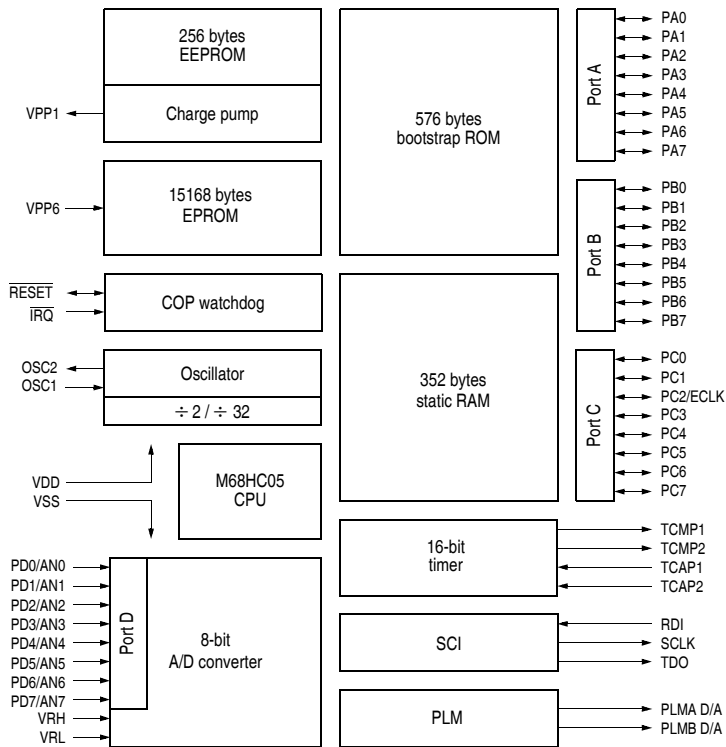 256 bytes
EEPROM
Charge pump
VPP1
15168 bytes
EPROM
VPP6
COP watchdog
RESET
IRQ
Oscillator
÷ 2 / ÷ 32
OSC2
OSC1
M68HC05
CPU
VDD
VSS
PD0/AN0
PD1/AN1
PD2/AN2
PD3/AN3
PD4/AN4
PD5/AN5
PD6/AN6
PD7/AN7
VRH
VRL
Port D
8-bit
A/D converter
576 bytes
bootstrap ROM
352 bytes
static RAM
16-bit
timer
SCI
PLM
Port A
PA0
PA1
PA2
PA3
PA4
PA5
PA6
PA7
Port B
PB0
PB1
PB2
PB3
PB4
PB5
PB6
PB7
Port C
PC0
PC1
PC2/ECLK
PC3
PC4
PC5
PC6
PC7
TCMP1
TCMP2
TCAP1
TCAP2
RDI
SCLK
TDO
PLMA D/A
PLMB D/A